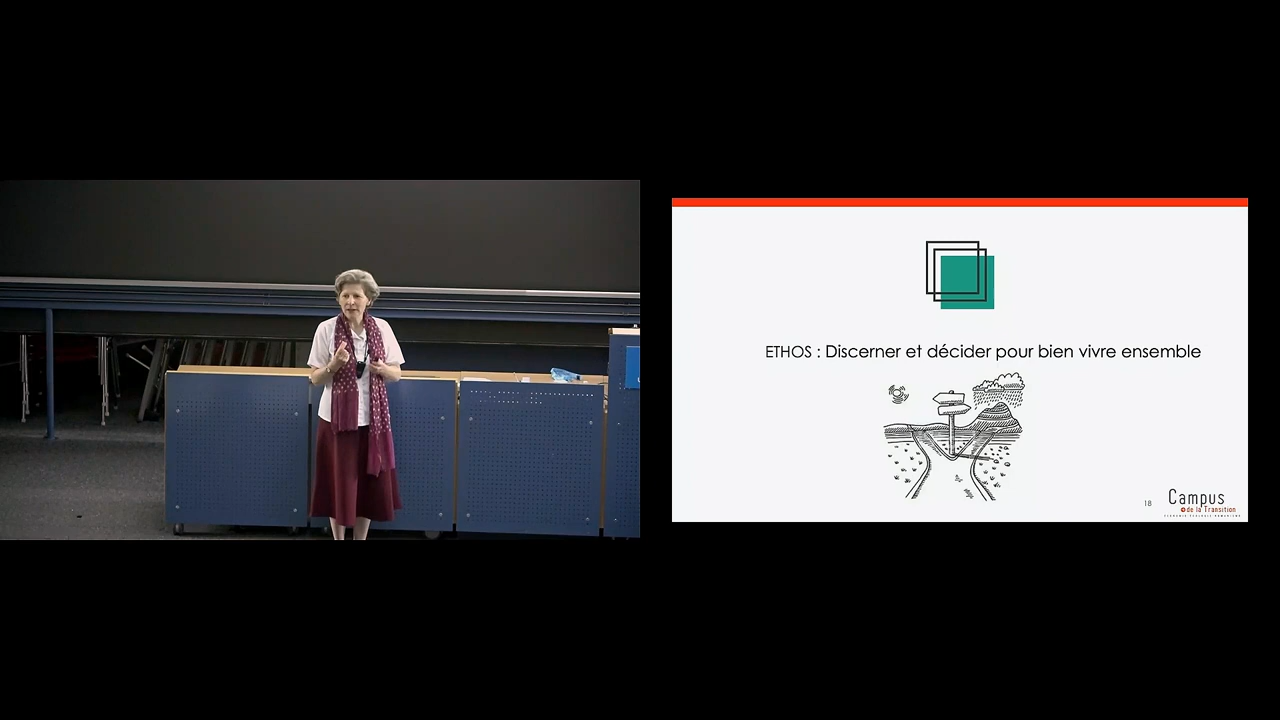 ETHOS : Discerner et décider pour bien vivre ensemble
18
Campus
de la Transition